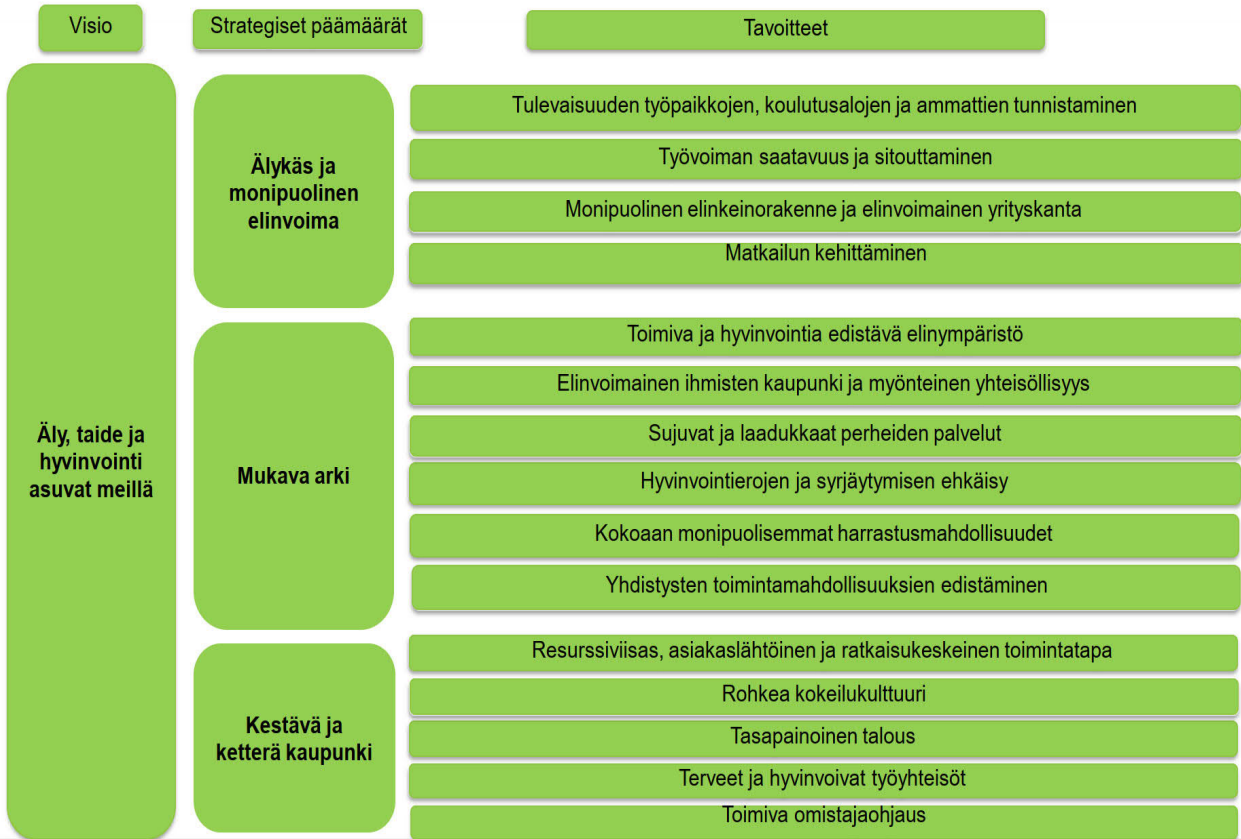 Visio
Strategiset päämäärät
Tavoitteet
Äly, taide ja
hyvinvointi
asuvat meillä
Älykäs ja
monipuolinen
elinvoima
Tulevaisuuden työpaikkojen, koulutusalojen ja ammattien tunnistaminen
Työvoiman saatavuus ja sitouttaminen
Monipuolinen elinkeinorakenne ja elinvoimainen yrityskanta
Matkailun kehittäminen
Mukava arki
Toimiva ja hyvinvointia edistävä elinympäristö
Elinvoimainen ihmisten kaupunki ja myönteinen yhteisöllisyys
Sujuvat ja laadukkaat perheiden palvelut
Hyvinvointierojen ja syrjäytymisen ehkäisy
Kokoaan monipuolisemmat harrastusmahdollisuudet
Yhdistysten toimintamahdollisuuksien edistäminen
Kestävä ja
ketterä kaupunki
Resurssiviisas, asiakaslähtöinen ja ratkaisukeskeinen toimintatapa
Rohkea kokeilukulttuuri
Tasapainoinen talous
Terveet ja hyvinvoivat työyhteisöt
Toimiva omistajaohjaus